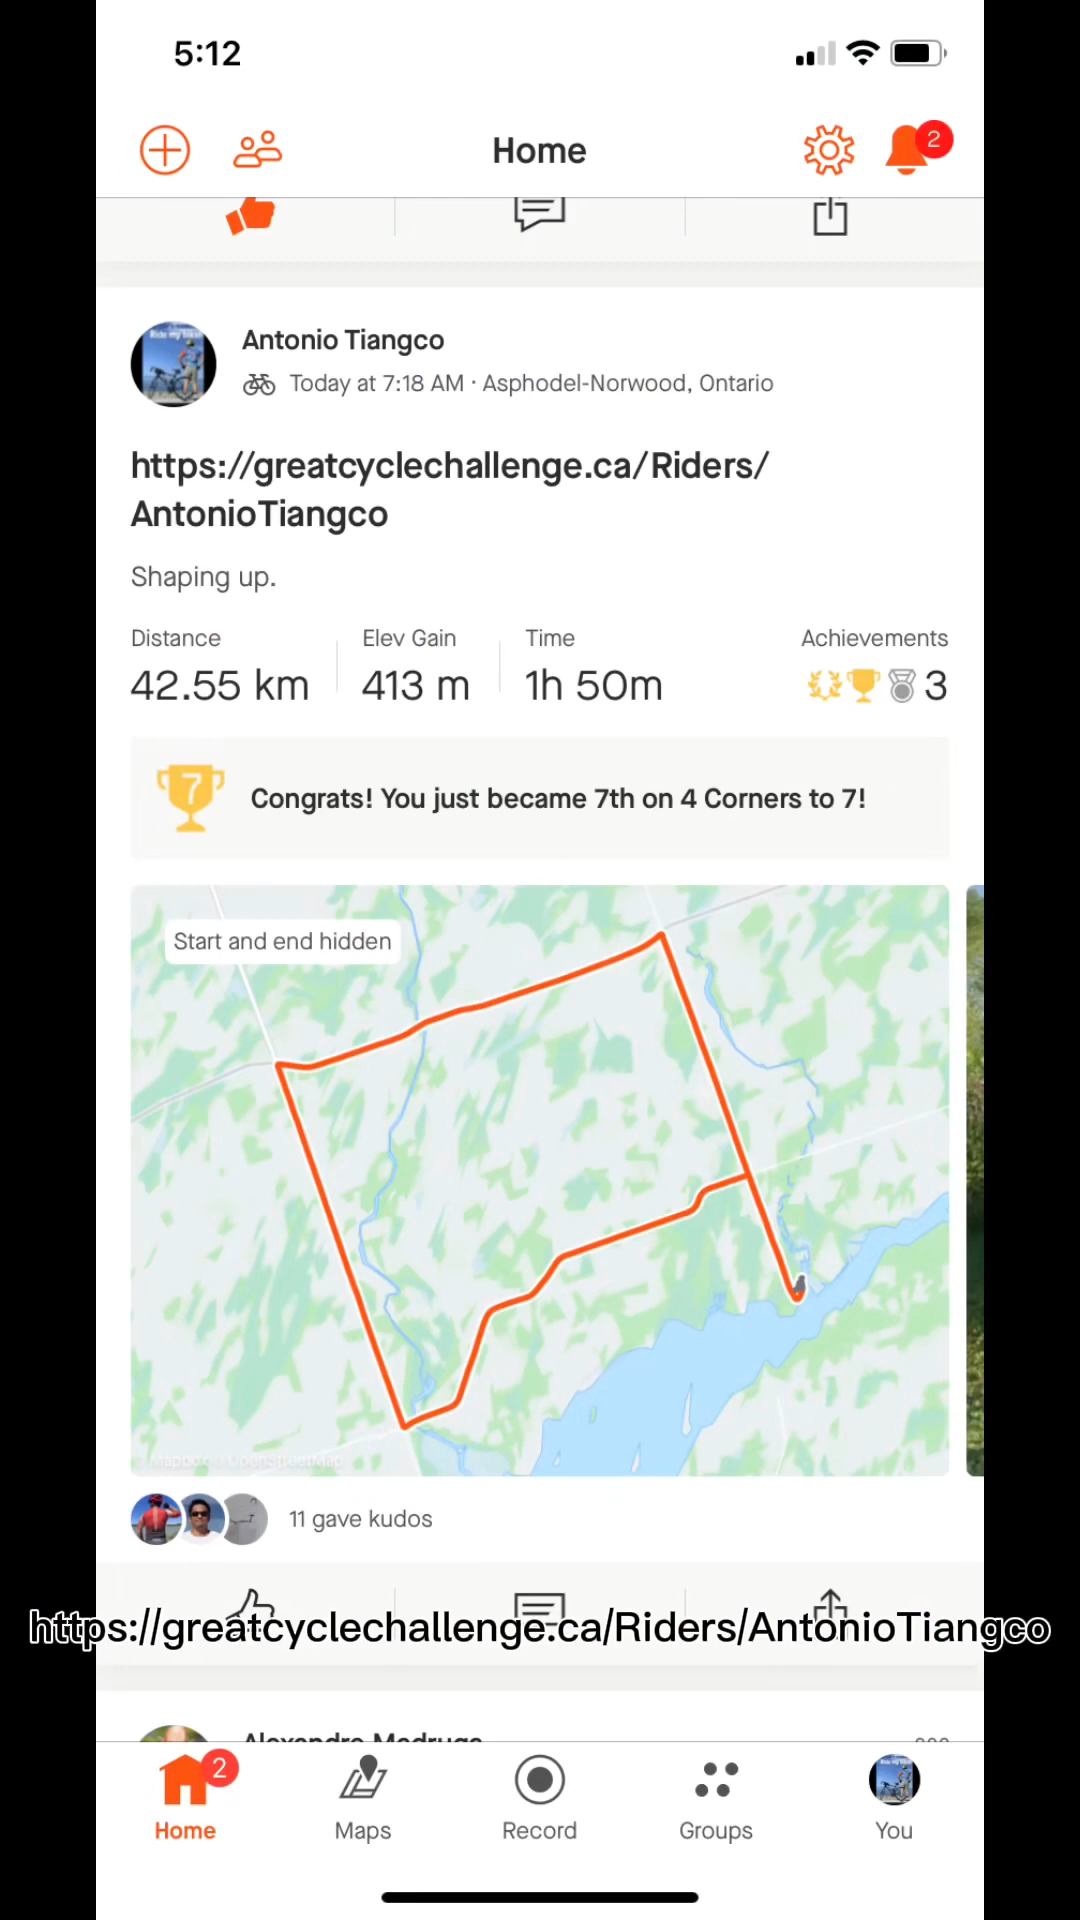 5:12
Home
2
Antonio Tiangco
Today at 7:18 AM · Asphodel-Norwood, Ontario
https://greatcyclechallenge.ca/Riders/
AntonioTiangco
Shaping up.
Distance
Elev Gain
Time
Achievements
42.55 km
413 m
1h 50m
3
7
Congrats! You just became 7th on 4 Corners to 7!
Start and end hidden
11 gave kudos
https://greatcyclechallenge.ca/Riders/AntonioTiangco
2
Home
Maps
Record
Groups
You